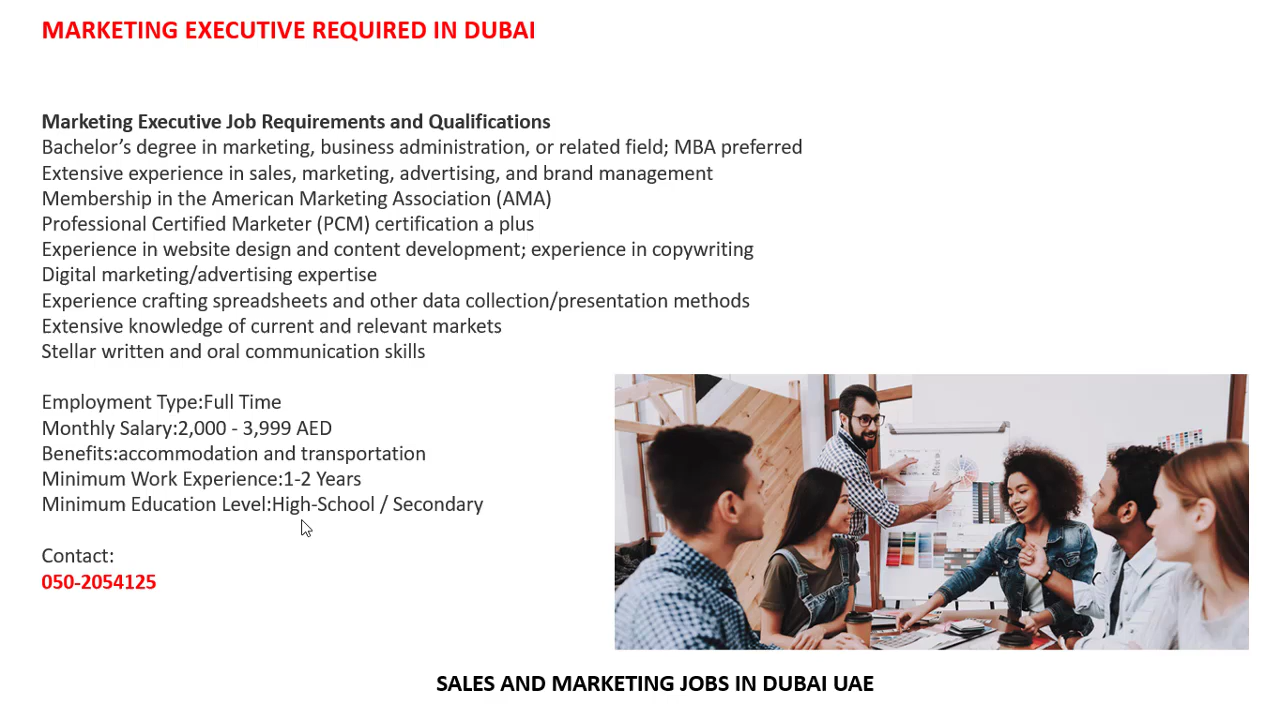 MARKETING EXECUTIVE REQUIRED IN DUBAI
Marketing Executive Job Requirements and Qualifications
Bachelor’s degree in marketing, business administration, or related field; MBA preferred
Extensive experience in sales, marketing, advertising, and brand management
Membership in the American Marketing Association (AMA)
Professional Certified Marketer (PCM) certification a plus
Experience in website design and content development; experience in copywriting
Digital marketing/advertising expertise
Experience crafting spreadsheets and other data collection/presentation methods
Extensive knowledge of current and relevant markets
Stellar written and oral communication skills
Employment Type:Full Time
Monthly Salary:2,000 - 3,999 AED
Benefits:accommodation and transportation
Minimum Work Experience:1-2 Years
Minimum Education Level:High-School / Secondary
Contact:
050-2054125
SALES AND MARKETING JOBS IN DUBAI UAE